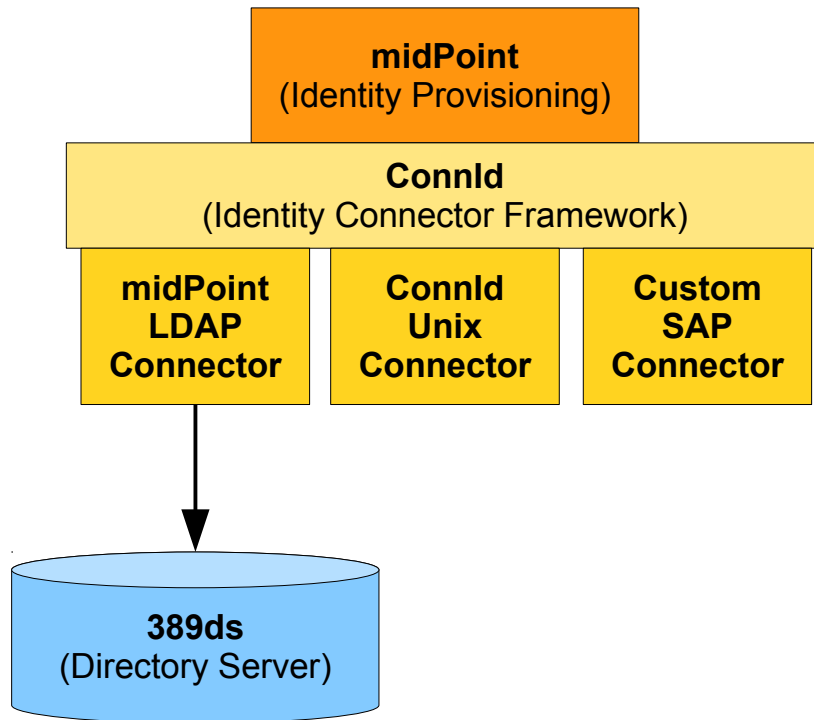 midPoint
(Identity Provisioning)
ConnId
(Identity Connector Framework)
midPoint
LDAP
Connector
ConnId
Unix
Connector
Custom
SAP
Connector
389ds
(Directory Server)